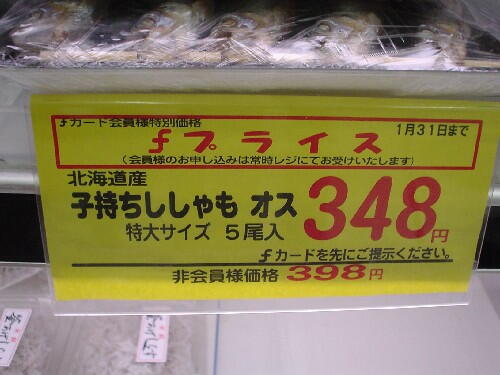 fカード会員様特別価格
1月31日まで
fプライス
(会員様のお申し込みは常時レジにてお受けいたします)
北海道産
子持ちししゃも オス
348円
特大サイズ 5尾入
fカードを先にご提示ください。
非会員様価格 398円